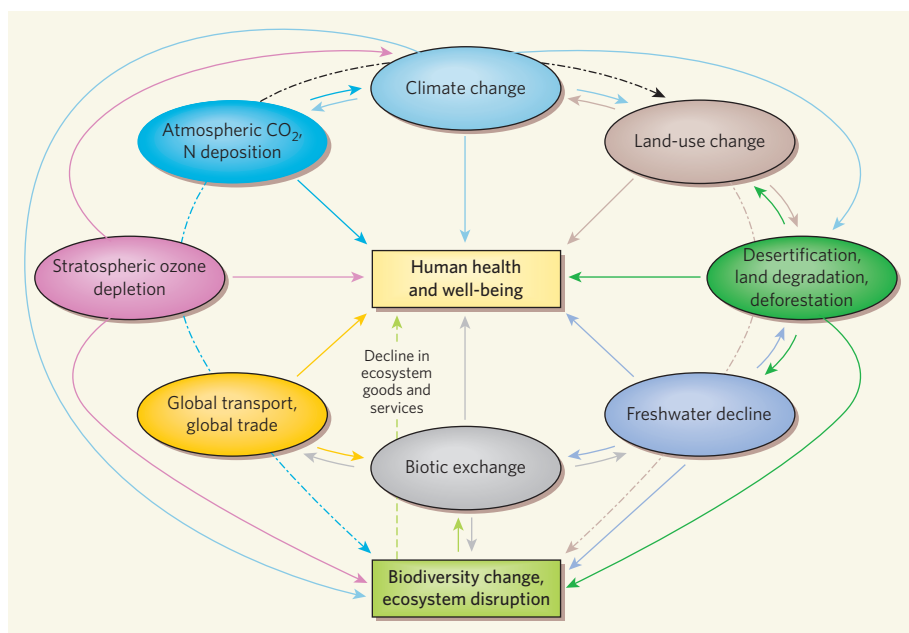 Climate change
Atmospheric CO₂,
N deposition
Land-use change
Stratospheric ozone
depletion
Human health
and well-being
Desertification,
land degradation,
deforestation
Decline in
ecosystem
goods and
services
Global transport,
global trade
Freshwater decline
Biotic exchange
Biodiversity change,
ecosystem disruption